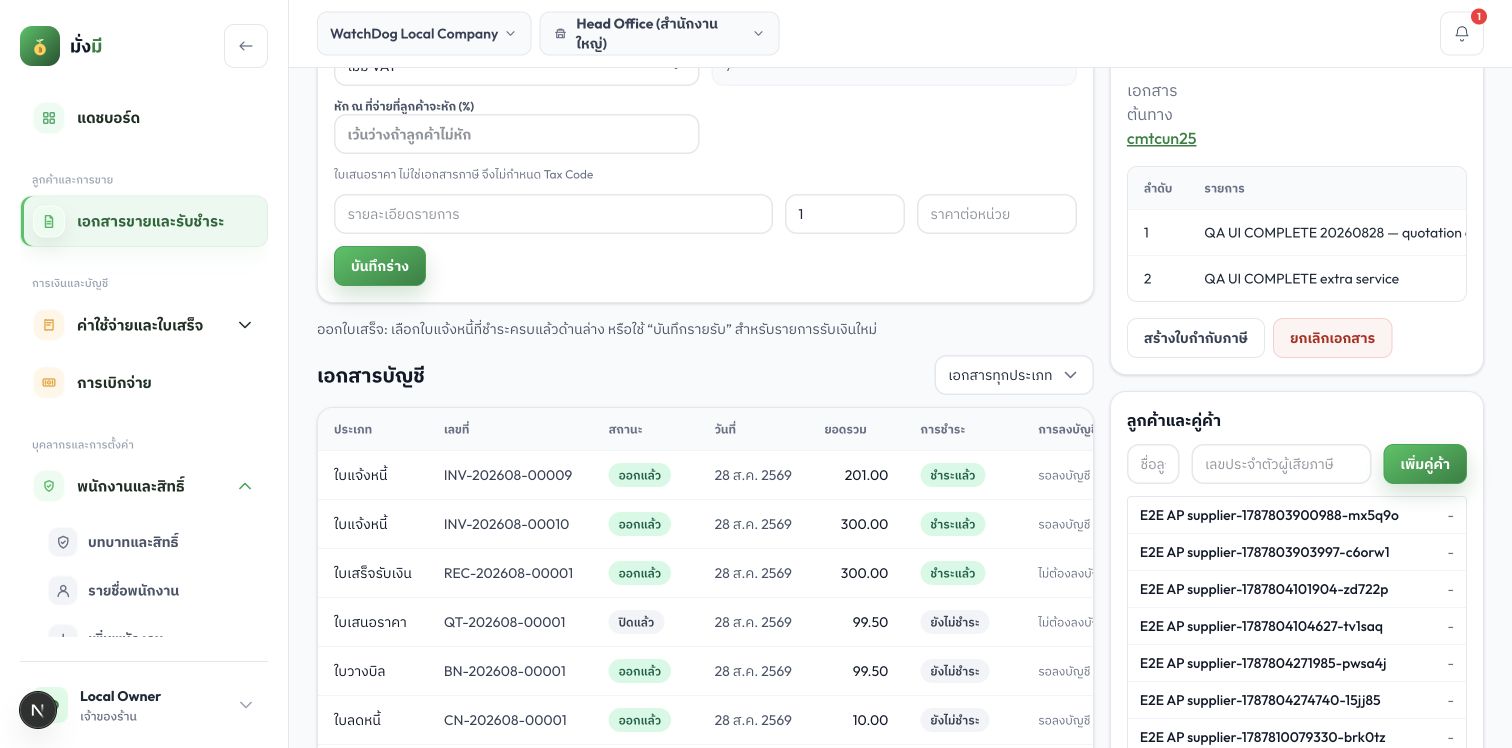 มั่งมี
WatchDog Local Company
Head Office (สำนักงาน
ใหญ่)
1
แดชบอร์ด
ลูกค้าและการขาย
เอกสารขายและรับชำระ
การเงินและบัญชี
ค่าใช้จ่ายและใบเสร็จ
การเบิกจ่าย
บุคลากรและการตั้งค่า
พนักงานและสิทธิ์
บทบาทและสิทธิ์
รายชื่อพนักงาน
N
Local Owner
เจ้าของร้าน
หัก ณ ที่จ่ายที่ลูกค้าจะหัก (%)
เว้นว่างถ้าลูกค้าไม่หัก
ใบเสนอราคา ไม่ใช่เอกสารภาษี จึงไม่กำหนด Tax Code
รายละเอียดรายการ 1 ราคาต่อหน่วย
บันทึกร่าง
ออกใบเสร็จ: เลือกใบแจ้งหนี้ที่ชำระครบแล้วด้านล่าง หรือใช้ “บันทึกรายรับ” สำหรับรายการรับเงินใหม่
เอกสารบัญชี เอกสารทุกประเภท
ประเภท เลขที่ สถานะ วันที่ ยอดรวม การชำระ การลงบัญชี
ใบแจ้งหนี้ INV-202608-00009 ออกแล้ว 28 ส.ค. 2569 201.00 ชำระแล้ว รอลงบัญชี
ใบแจ้งหนี้ INV-202608-00010 ออกแล้ว 28 ส.ค. 2569 300.00 ชำระแล้ว รอลงบัญชี
ใบเสร็จรับเงิน REC-202608-00001 ออกแล้ว 28 ส.ค. 2569 300.00 ชำระแล้ว ไม่ต้องลงบั
ใบเสนอราคา QT-202608-00001 ปิดแล้ว 28 ส.ค. 2569 99.50 ยังไม่ชำระ ไม่ต้องลงบั
ใบวางบิล BN-202608-00001 ออกแล้ว 28 ส.ค. 2569 99.50 ยังไม่ชำระ รอลงบัญชี
ใบลดหนี้ CN-202608-00001 ออกแล้ว 28 ส.ค. 2569 10.00 ยังไม่ชำระ รอลงบัญชี
เอกสาร
ต้นทาง
cmtcun25
ลำดับ รายการ
1 QA UI COMPLETE 20260828 — quotation
2 QA UI COMPLETE extra service
สร้างใบกำกับภาษี ยกเลิกเอกสาร
ลูกค้าและคู่ค้า
ชื่อลู เลขประจำตัวผู้เสียภาษี เพิ่มคู่ค้า
E2E AP supplier-1787803900988-mx5q9o -
E2E AP supplier-1787803903997-c6orw1 -
E2E AP supplier-1787804101904-zd722p -
E2E AP supplier-1787804104627-tv1saq -
E2E AP supplier-1787804271985-pwsa4j -
E2E AP supplier-1787804274740-15jj85 -
E2E AP supplier-1787810079330-brk0tz -